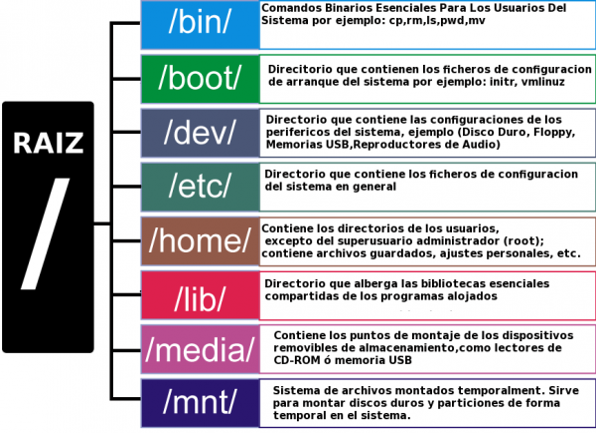 RAIZ
/
/bin/
Comandos Binarios Esenciales Para Los Usuarios Del
Sistema por ejemplo: cp,rm,ls,pwd,mv
/boot/
Direcitorio que contienen los ficheros de configuracion
de arranque del sistema por ejemplo: initr, vmlinuz
/dev/
Directorio que contiene las configuraciones de los
perifericos del sistema, ejemplo (Disco Duro, Floppy,
Memorias USB,Reproductores de Audio)
/etc/
Directorio que contiene los ficheros de configuracion
del sistema en general
/home/
Contiene los directorios de los usuarios,
excepto del superusuario administrador (root);
contiene archivos guardados, ajustes personales, etc.
/lib/
Directorio que alberga las bibliotecas esenciales
compartidas de los programas alojados
/media/
Contiene los puntos de montaje de los dispositivos
removibles de almacenamiento,como lectores de
CD-ROM ó memoria USB
/mnt/
Sistema de archivos montados temporalment. Sirve
para montar discos duros y particiones de forma
temporal en el sistema.